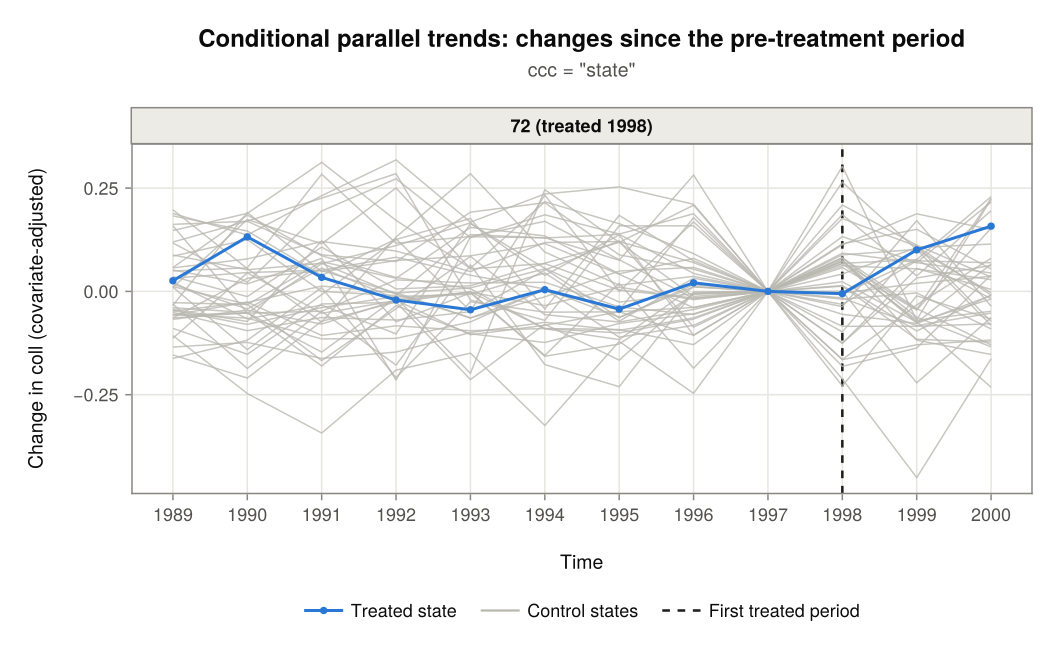 Conditional parallel trends: changes since the pre-treatment period
ccc = "state"
72 (treated 1998)
Change in coll (covariate-adjusted)
0.25
0.00
−0.25
1989 1990 1991 1992 1993 1994 1995 1996 1997 1998 1999 2000
Time
Treated state Control states First treated period